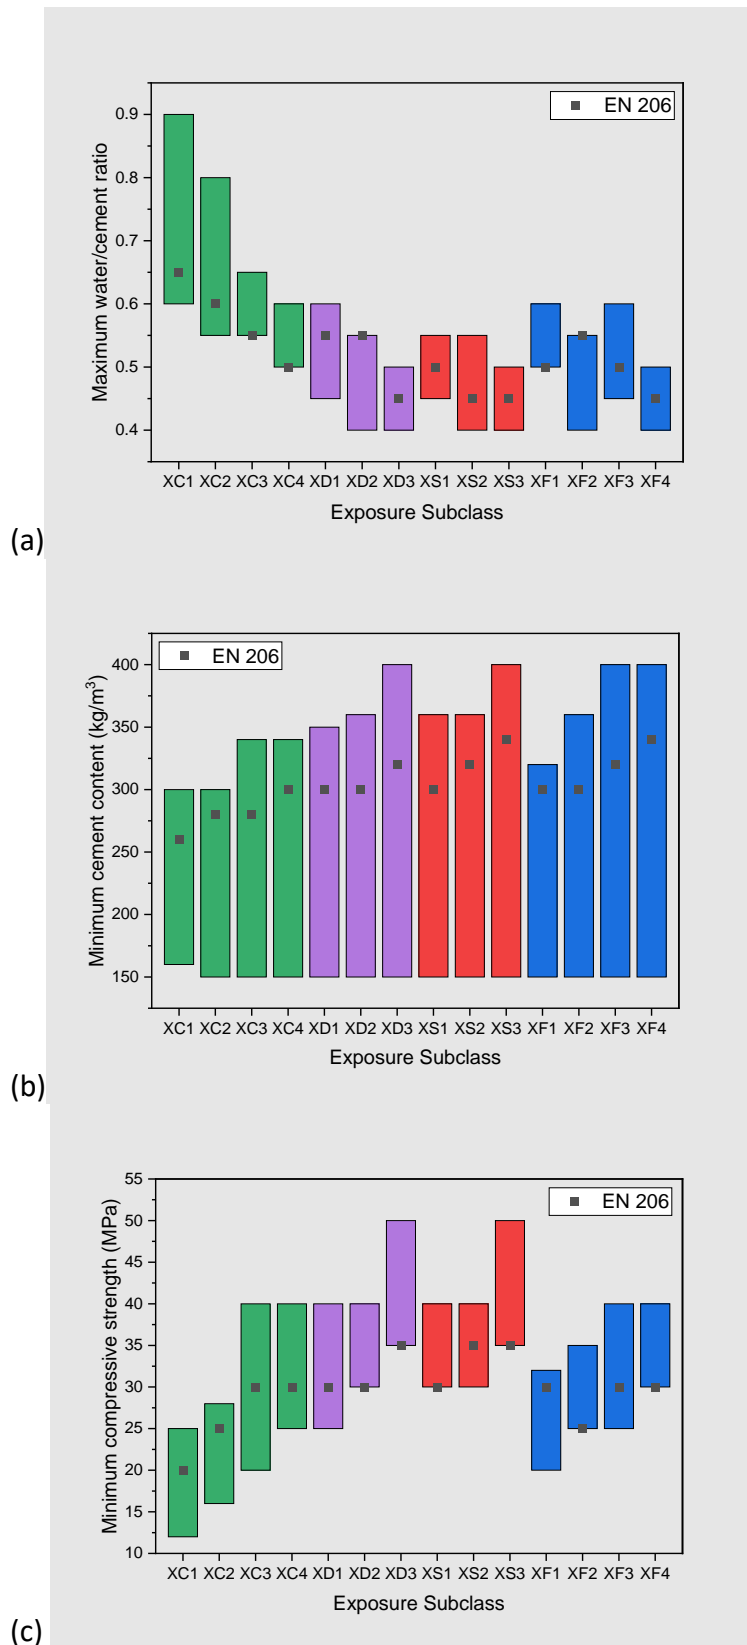 EN 206
0.9
0.8
0.7
0.6
0.5
0.4
Maximum water/cement ratio
XC1 XC2 XC3 XC4 XD1 XD2 XD3 XS1 XS2 XS3 XF1 XF2 XF3 XF4
Exposure Subclass
(a)
EN 206
400
350
300
250
200
150
Minimum cement content (kg/m³)
XC1 XC2 XC3 XC4 XD1 XD2 XD3 XS1 XS2 XS3 XF1 XF2 XF3 XF4
Exposure Subclass
(b)
EN 206
55
50
45
40
35
30
25
20
15
10
Minimum compressive strength (MPa)
XC1 XC2 XC3 XC4 XD1 XD2 XD3 XS1 XS2 XS3 XF1 XF2 XF3 XF4
Exposure Subclass
(c)